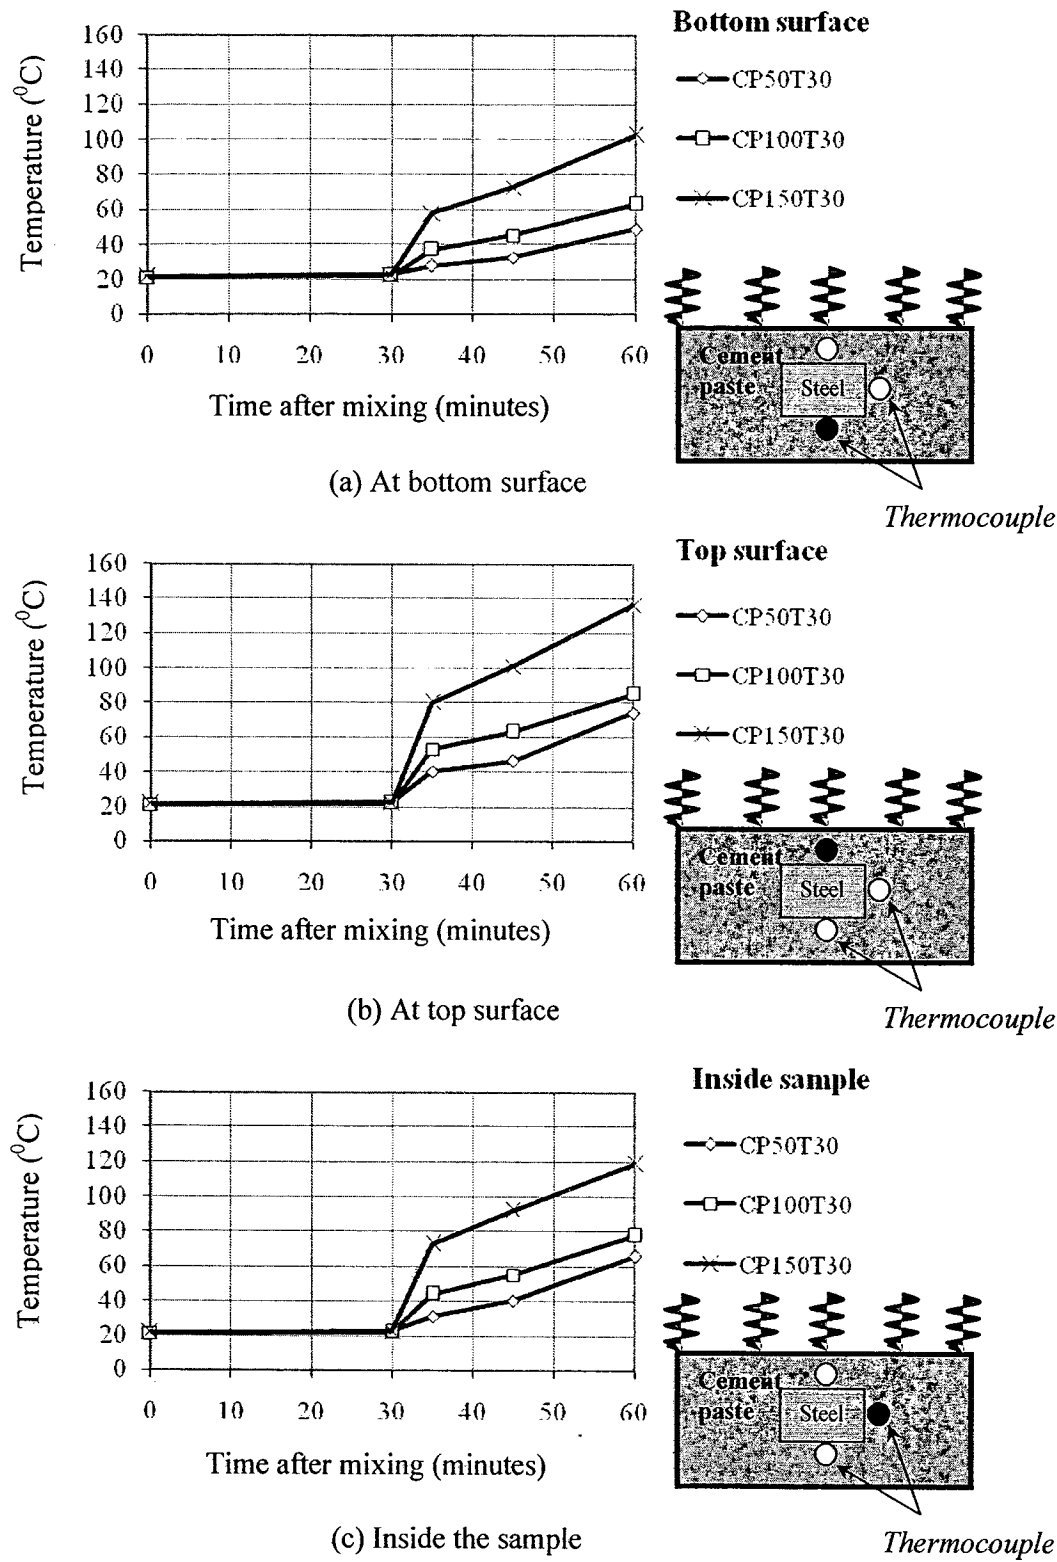 Bottom surface
160
140
120
100
80
60
40
20
0
Temperature (⁰C)
0 10 20 30 40 50 60
Time after mixing (minutes)
CP50T30
CP100T30
CP150T30
Cement
paste
Steel
Thermocouple
(a) At bottom surface
Top surface
160
140
120
100
80
60
40
20
0
Temperature (⁰C)
0 10 20 30 40 50 60
Time after mixing (minutes)
CP50T30
CP100T30
CP150T30
Cement
paste
Steel
Thermocouple
(b) At top surface
Inside sample
160
140
120
100
80
60
40
20
0
Temperature (⁰C)
0 10 20 30 40 50 60
Time after mixing (minutes)
CP50T30
CP100T30
CP150T30
Cement
paste
Steel
Thermocouple
(c) Inside the sample